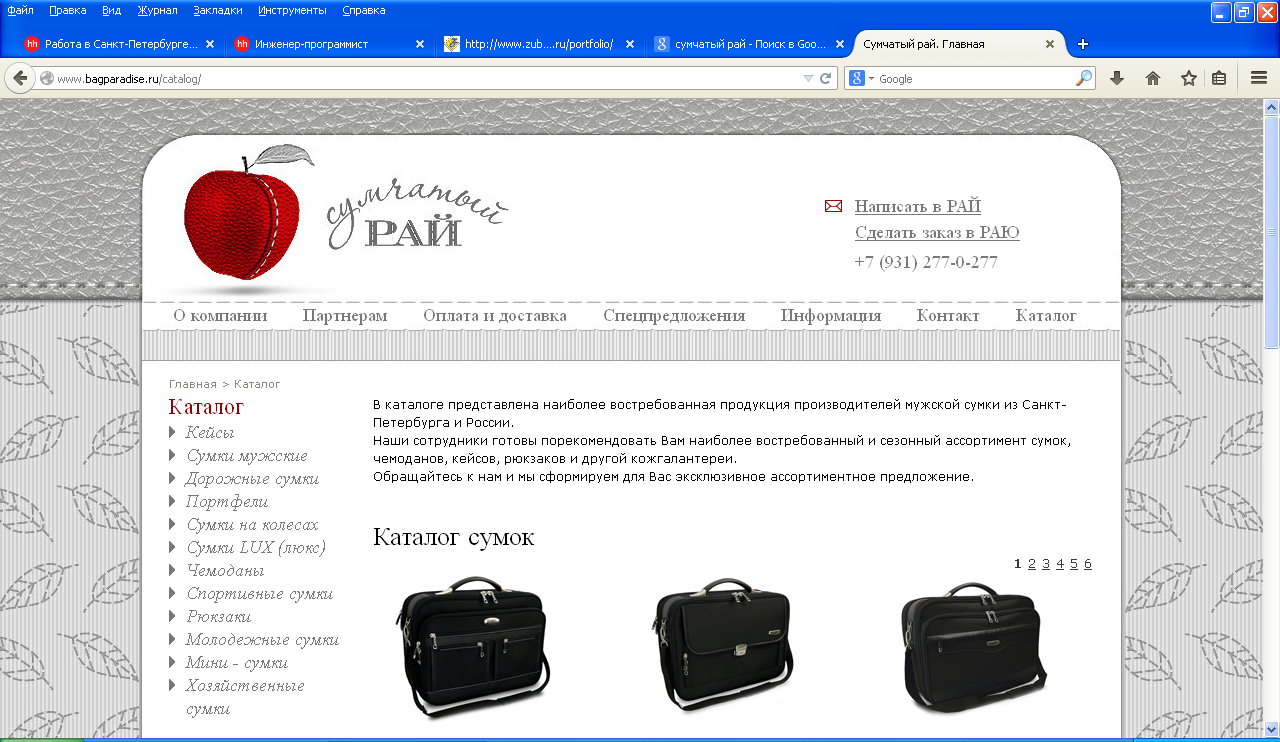 Файл Правка Вид Журнал Закладки Инструменты Справка
Работа в Санкт-Петербурге... Инженер-программист http://www.zub....ru/portfolio/ сумчатый рай - Поиск в Goo... Сумчатый рай. Главная
www.bagparadise.ru/catalog/ Google
сумчатый
РАЙ
Написать в РАЙ
Сделать заказ в РАЮ
+7 (931) 277-0-277
О компании Партнерам Оплата и доставка Спецпредложения Информация Контакт Каталог
Главная > Каталог
Каталог
Кейсы
Сумки мужские
Дорожные сумки
Портфели
Сумки на колесах
Сумки LUX (люкс)
Чемоданы
Спортивные сумки
Рюкзаки
Молодежные сумки
Мини - сумки
Хозяйственные
сумки
В каталоге представлена наиболее востребованная продукция производителей мужской сумки из Санкт-
Петербурга и России.
Наши сотрудники готовы порекомендовать Вам наиболее востребованный и сезонный ассортимент сумок,
чемоданов, кейсов, рюкзаков и другой кожгалантереи.
Обращайтесь к нам и мы сформируем для Вас эксклюзивное ассортиментное предложение.
Каталог сумок
1 2 3 4 5 6